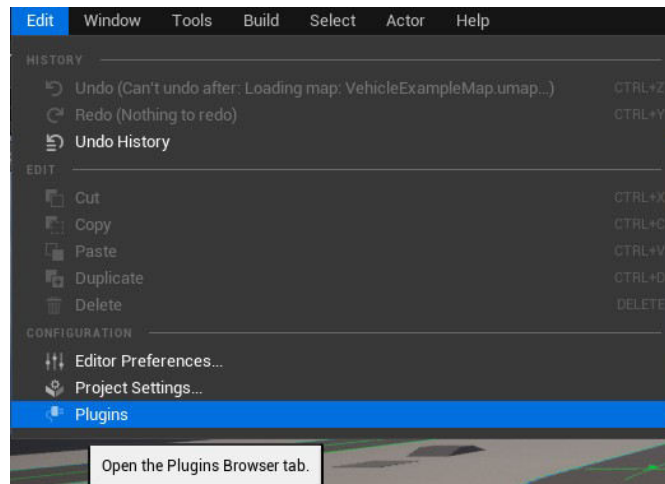 Edit Window Tools Build Select Actor Help
HISTORY
Undo (Can't undo after: Loading map: VehicleExampleMap.umap...) CTRL+Z
Redo (Nothing to redo) CTRL+Y
Undo History
EDIT
Cut CTRL+X
Copy CTRL+C
Paste CTRL+V
Duplicate CTRL+D
Delete DELETE
CONFIGURATION
Editor Preferences...
Project Settings...
Plugins
Open the Plugins Browser tab.